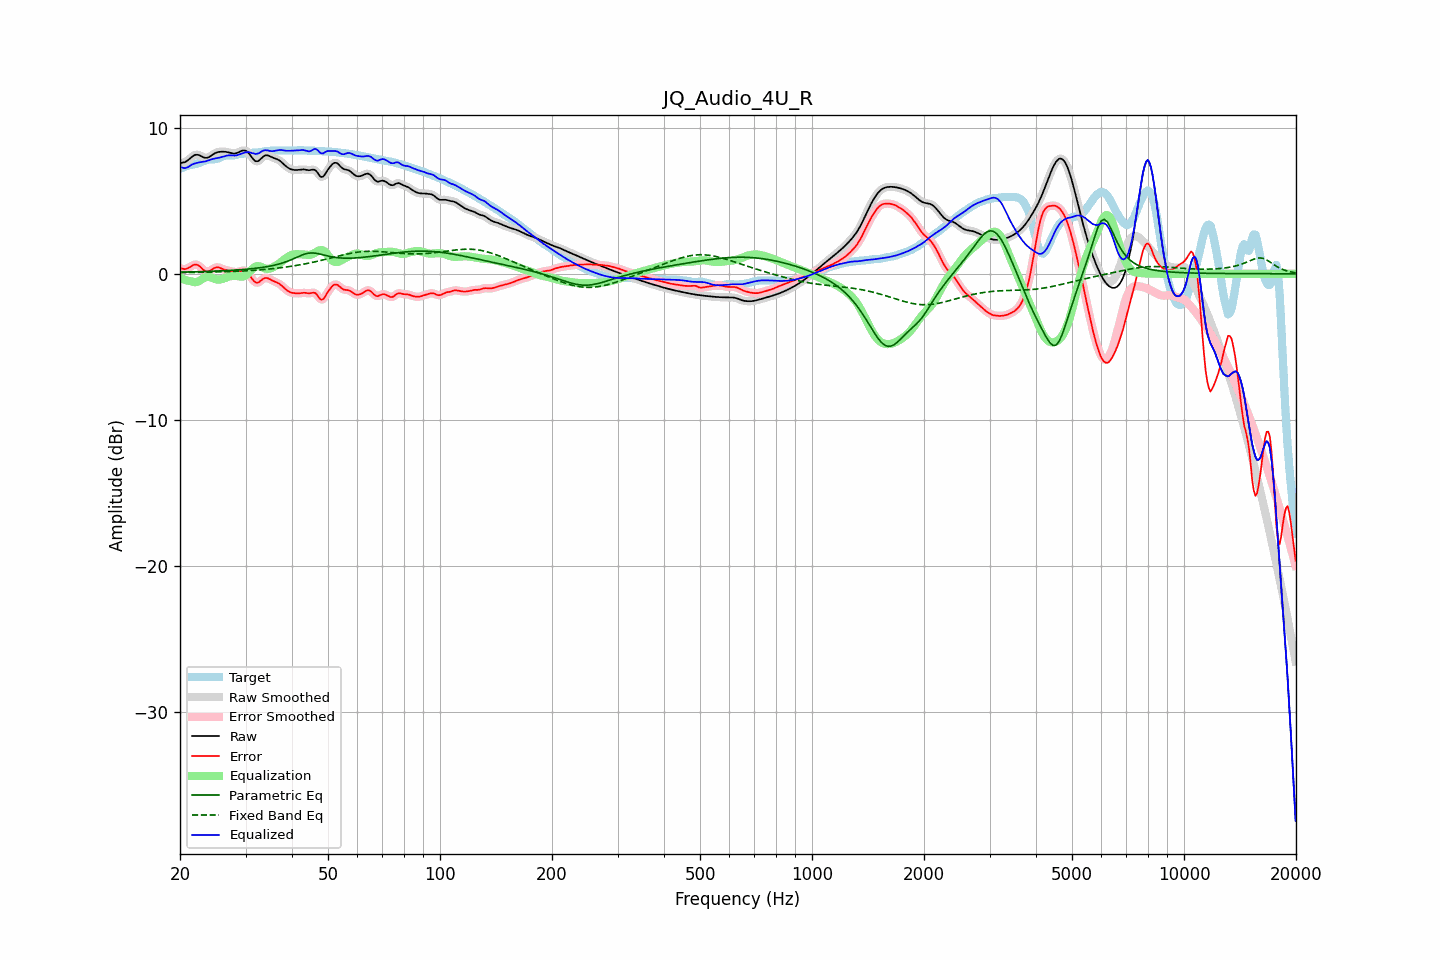 JQ_Audio_4U_R
10
0
−10
−20
−30
Amplitude (dBr)
Target
Raw Smoothed
Error Smoothed
Raw
Error
Equalization
Parametric Eq
Fixed Band Eq
Equalized
20 50 100 200 500 1000 2000 5000 10000 20000
Frequency (Hz)